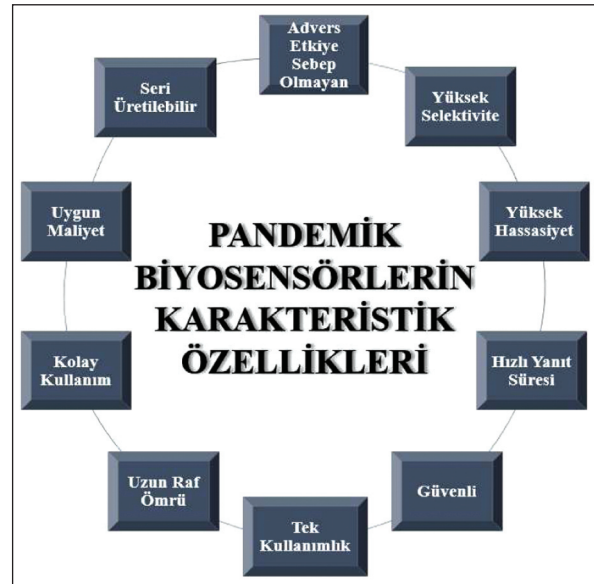 Advers
Etkiye
Sebep
Olmayan
Yüksek
Selektivite
Yüksek
Hassasiyet
Hızlı Yanıt
Süresi
Güvenli
Tek
Kullanımlık
Uzun Raf
Ömrü
Kolay
Kullanım
Uygun
Maliyet
Seri
Üretilebilir
PANDEMİK
BİYOSENSÖRLERİN
KARAKTERİSTİK
ÖZELLİKLERİ